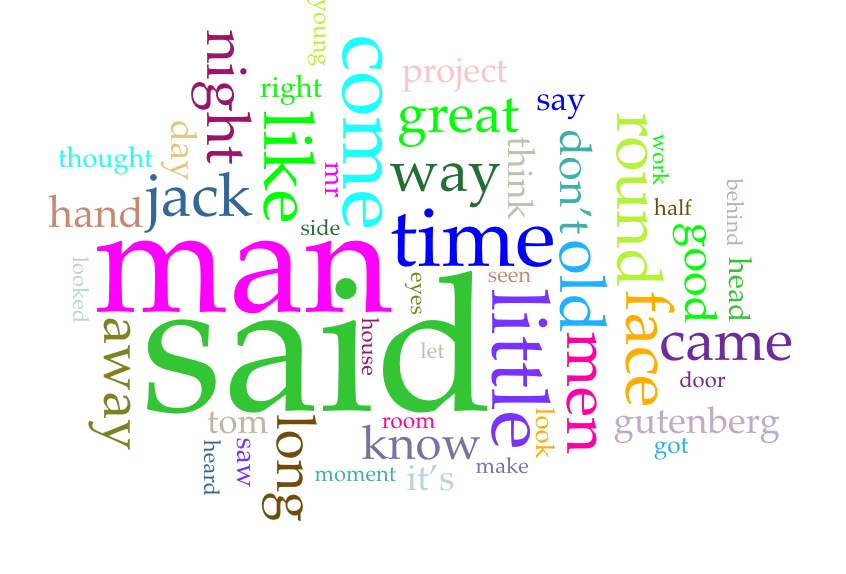 young
night
come
project
right
say
great
like
round
day
thought
think
don't
work
mr
way
jack
behind
hand
half
side
time
good
man
old
head
looked
eyes
seen
said
little
face
away
house
men
came
let
door
tom
long
room
look
gutenberg
know
got
heard
saw
moment
it's
make